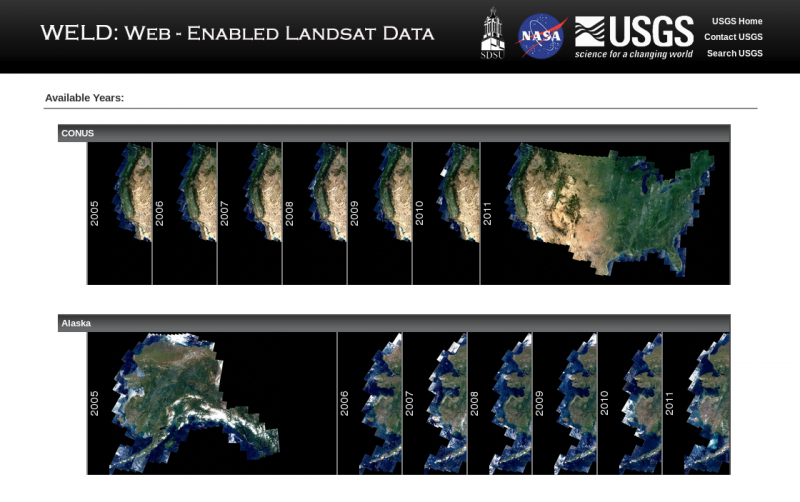 WELD: Web - Enabled Landsat Data
SDSU
NASA
USGS
science for a changing world
USGS Home
Contact USGS
Search USGS
Available Years:
CONUS
2005
2006
2007
2008
2009
2010
2011
Alaska
2005
2006
2007
2008
2009
2010
2011